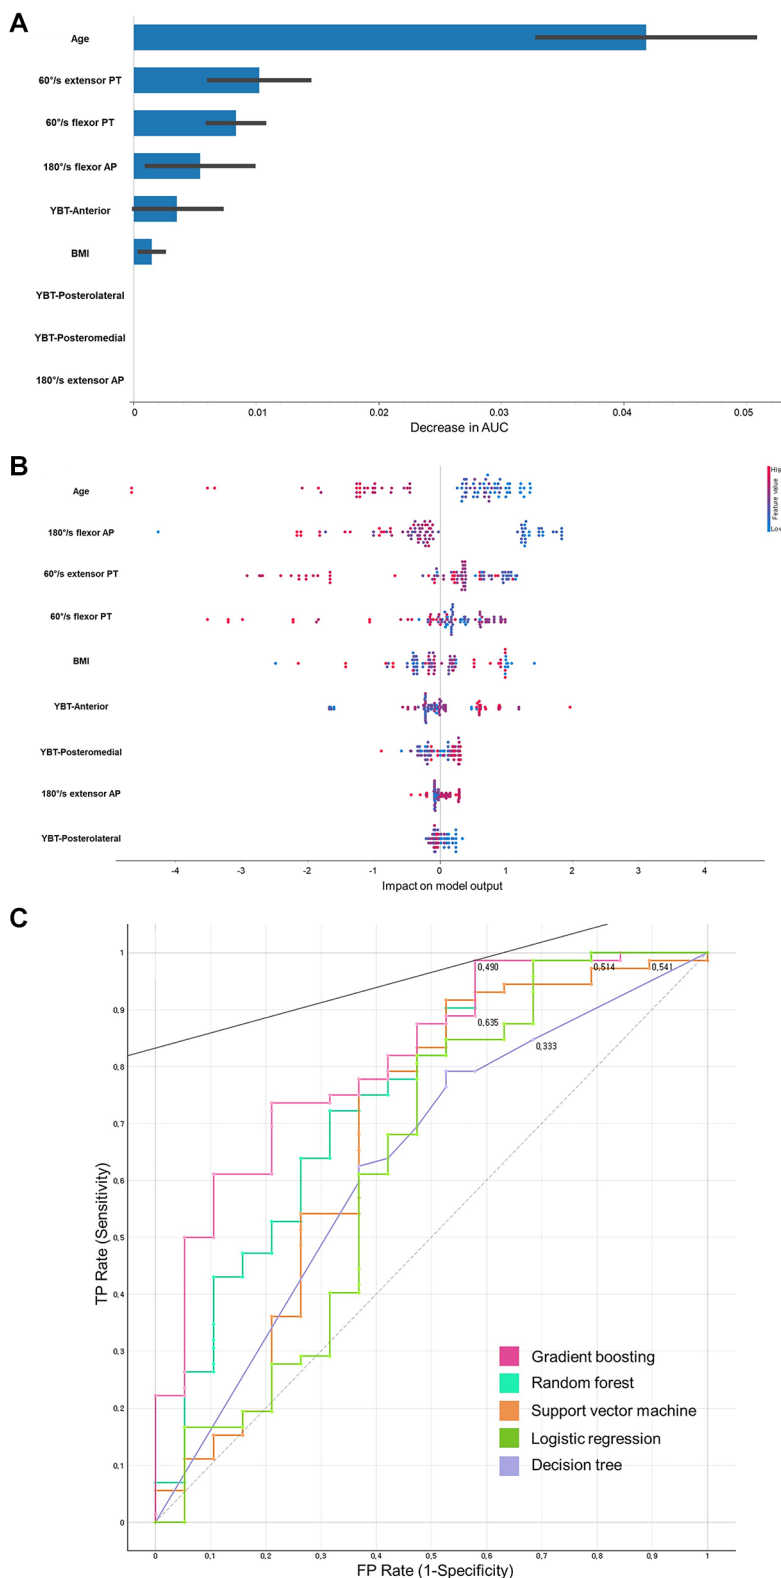 A
Age
60°/s extensor PT
60°/s flexor PT
180°/s flexor AP
YBT-Anterior
BMI
YBT-Posterolateral
YBT-Posteromedial
180°/s extensor AP
0 0.01 0.02 0.03 0.04 0.05
Decrease in AUC
B
Age
180°/s flexor AP
60°/s extensor PT
60°/s flexor PT
BMI
YBT-Anterior
YBT-Posteromedial
180°/s extensor AP
YBT-Posterolateral
Hig
Feature value
Lov
-4 -3 -2 -1 0 1 2 3 4
Impact on model output
C
1
0,9
0,8
0,7
0,6
0,5
0,4
0,3
0,2
0,1
0
TP Rate (Sensitivity)
0,490
0,514
0,541
0,635
0,333
Gradient boosting
Random forest
Support vector machine
Logistic regression
Decision tree
0 0,1 0,2 0,3 0,4 0,5 0,6 0,7 0,8 0,9 1
FP Rate (1-Specificity)